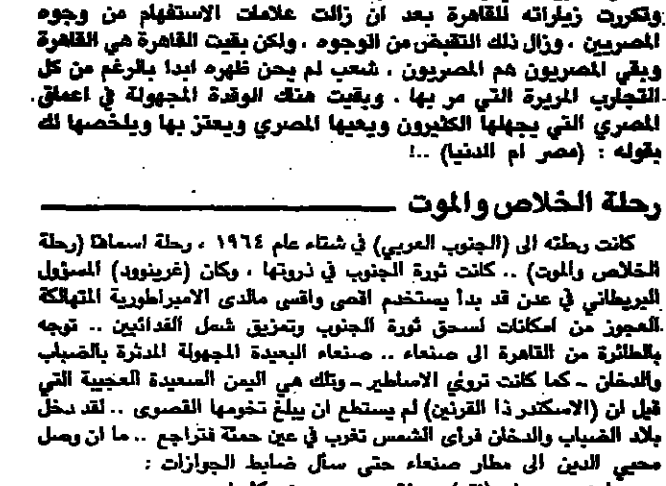 وتكررت زياراته للقاهرة بعد ان زالت علامات الاستفهام من وجوه
المصريين ، وزال ذلك التقبض من الوجوه . ولكن بقيت القاهرة هي القاهرة
وبقي المصريون هم المصريون ، شعب لم يحن ظهره ابدا بالرغم من كل
التجارب المريرة التي مر بها . وبقيت هناك الوقدة المجهولة في اعماق
المصري التي يجهلها الكثيرون ويعيها المصري ويعتز بها ويلخصها لك
بقوله : (مصر ام الدنيا) ..!
رحلة الخلاص والموت
كانت رحلته الى (الجنوب العربي) في شتاء عام ١٩٦٤ ، رحلة اسماها (رحلة
الخلاص والموت) .. كانت ثورة الجنوب في ذروتها ، وكان (غرينوود) المسؤول
البريطاني في عدن قد بدأ يستخدم اقصى واقسى مالدى الامبراطورية المتهالكة
العجوز من امكانات لسحق ثورة الجنوب وتمزيق شمل الفدائيين .. توجه
بالطائرة من القاهرة الى صنعاء .. صنعاء البعيدة المجهولة المدثرة بالضباب
والدخان - كما كانت تروي الاساطير - وتلك هي اليمن السعيدة العجيبة التي
قيل ان (الاسكندر ذا القرنين) لم يستطع ان يبلغ تخومها القصوى .. لقد دخل
بلاد الضباب والدخان فرأى الشمس تغرب في عين حمئة فتراجع .. ما ان وصل
محيي الدين الى مطار صنعاء حتى سأل ضابط الجوازات :